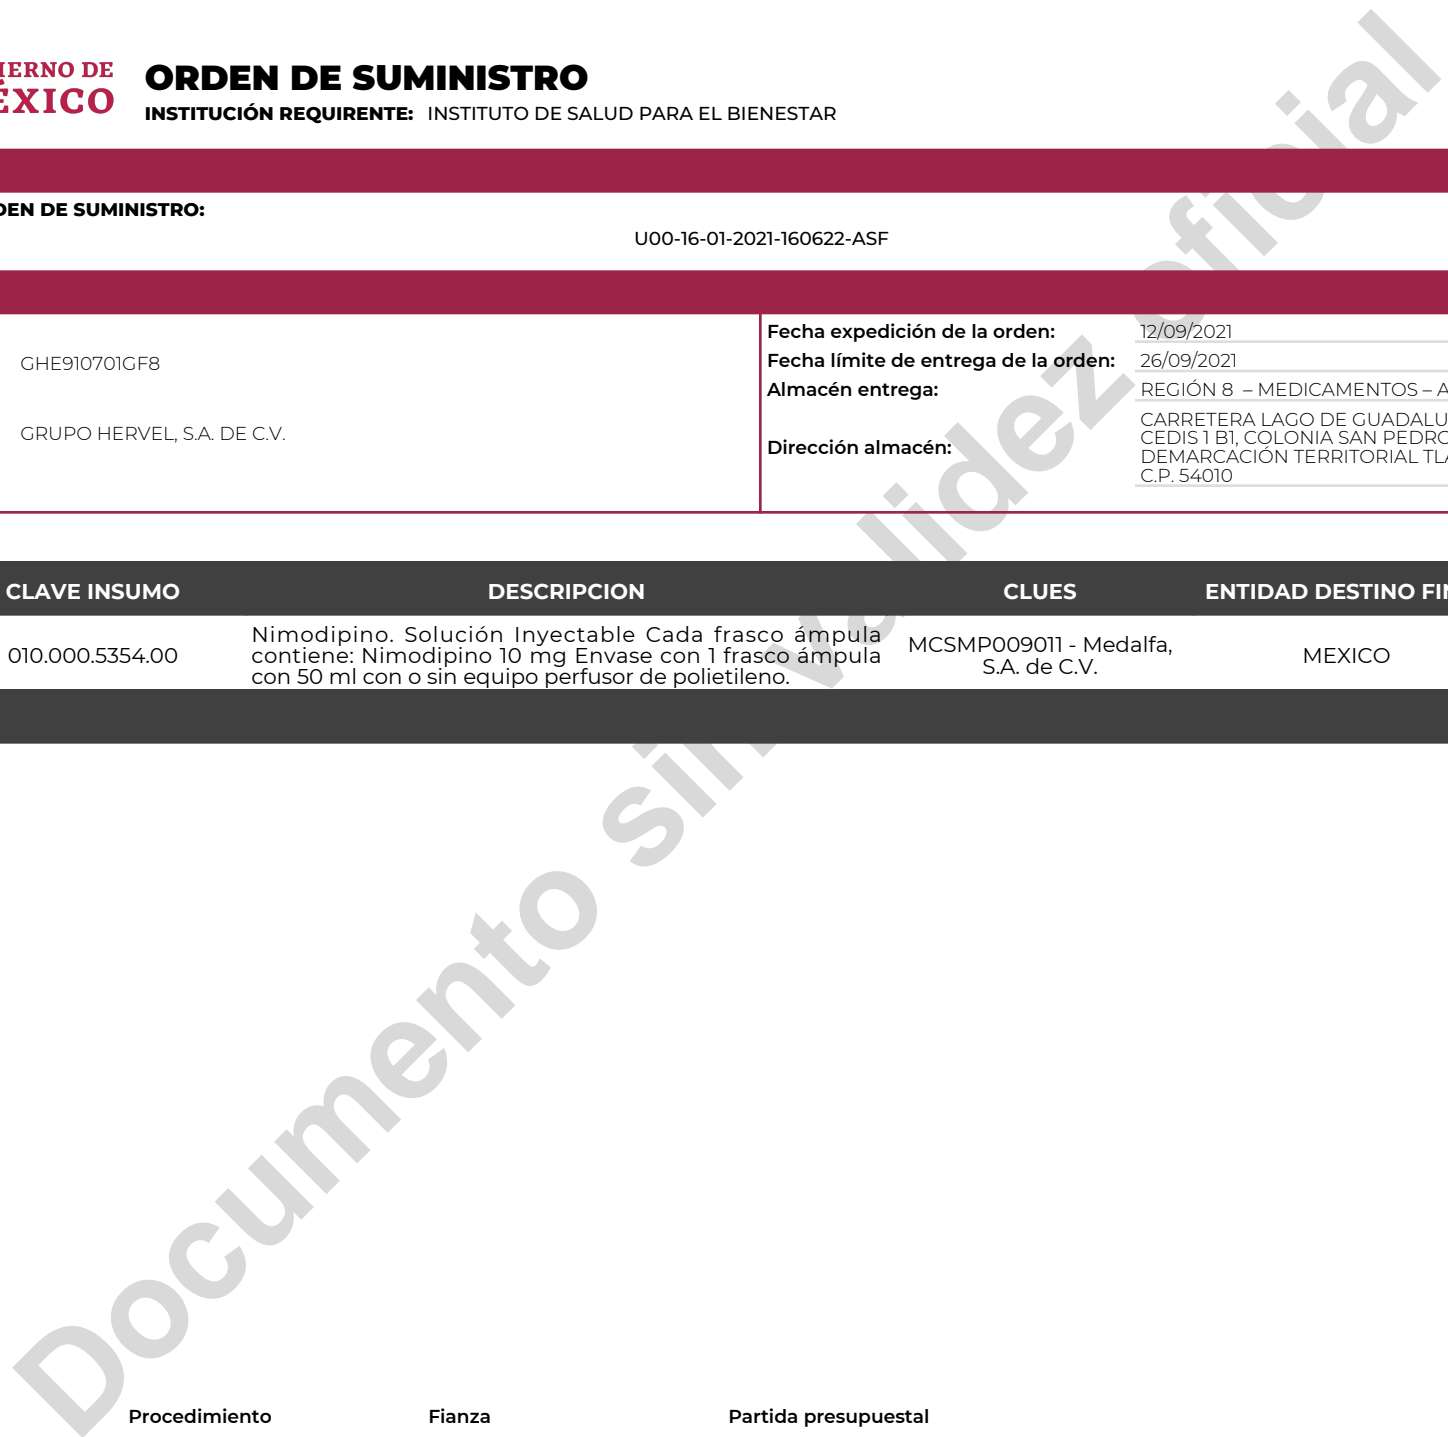 IERNO DE
ÉXICO
ORDEN DE SUMINISTRO
INSTITUCIÓN REQUIRENTE: INSTITUTO DE SALUD PARA EL BIENESTAR
DEN DE SUMINISTRO:
U00-16-01-2021-160622-ASF
GHE910701GF8
GRUPO HERVEL, S.A. DE C.V.
Fecha expedición de la orden: 12/09/2021
Fecha límite de entrega de la orden: 26/09/2021
Almacén entrega: REGIÓN 8 – MEDICAMENTOS – A
Dirección almacén:
CARRETERA LAGO DE GUADALU
CEDIS 1 B1, COLONIA SAN PEDRO
DEMARCACIÓN TERRITORIAL TLA
C.P. 54010
CLAVE INSUMO DESCRIPCION CLUES ENTIDAD DESTINO FIN
010.000.5354.00
Nimodipino. Solución Inyectable Cada frasco ámpula
contiene: Nimodipino 10 mg Envase con 1 frasco ámpula
con 50 ml con o sin equipo perfusor de polietileno.
MCSMP009011 - Medalfa,
S.A. de C.V.
MEXICO
Documento sin validez oficial
Procedimiento Fianza Partida presupuestal